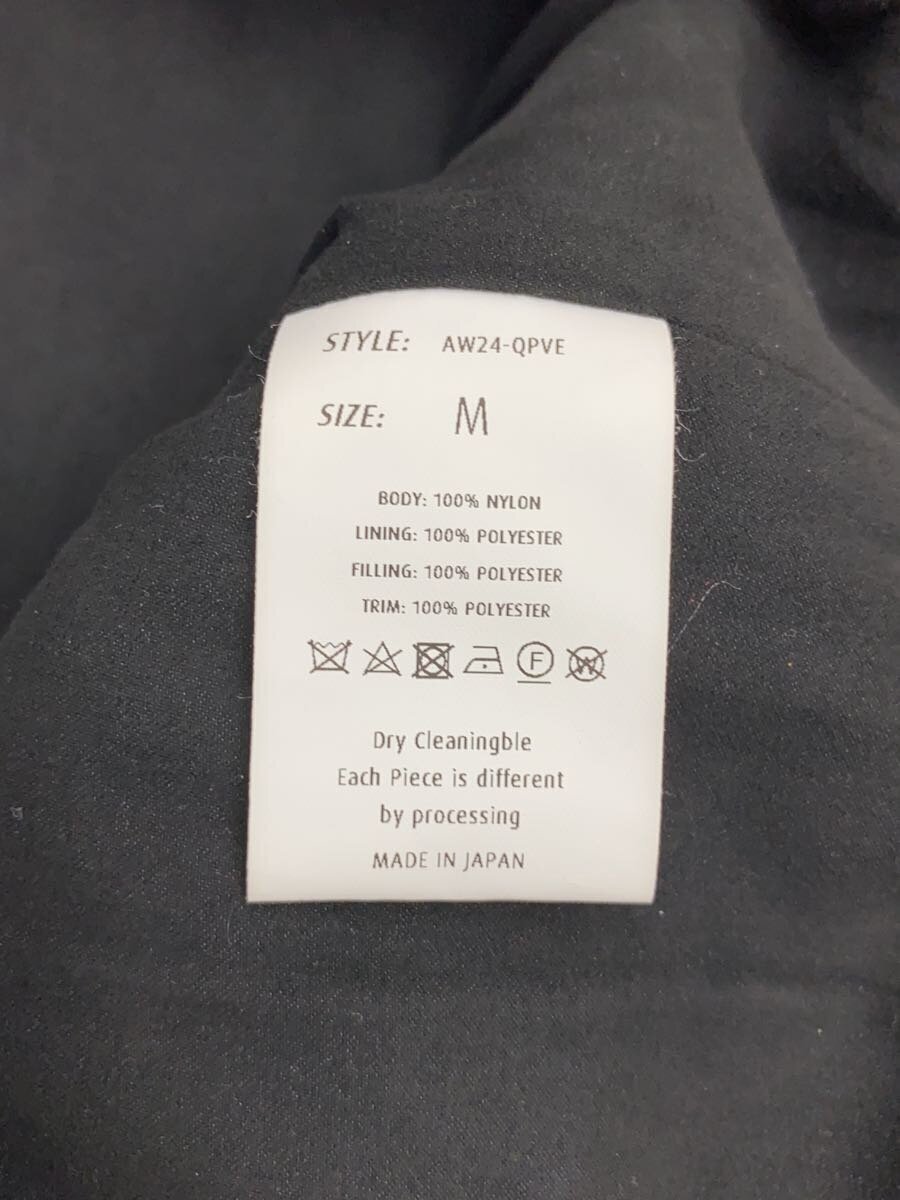 STYLE: AW24-QPVE
SIZE: M
BODY: 100% NYLON
LINING: 100% POLYESTER
FILLING: 100% POLYESTER
TRIM: 100% POLYESTER
F W
Dry Cleaningble
Each Piece is different
by processing
MADE IN JAPAN